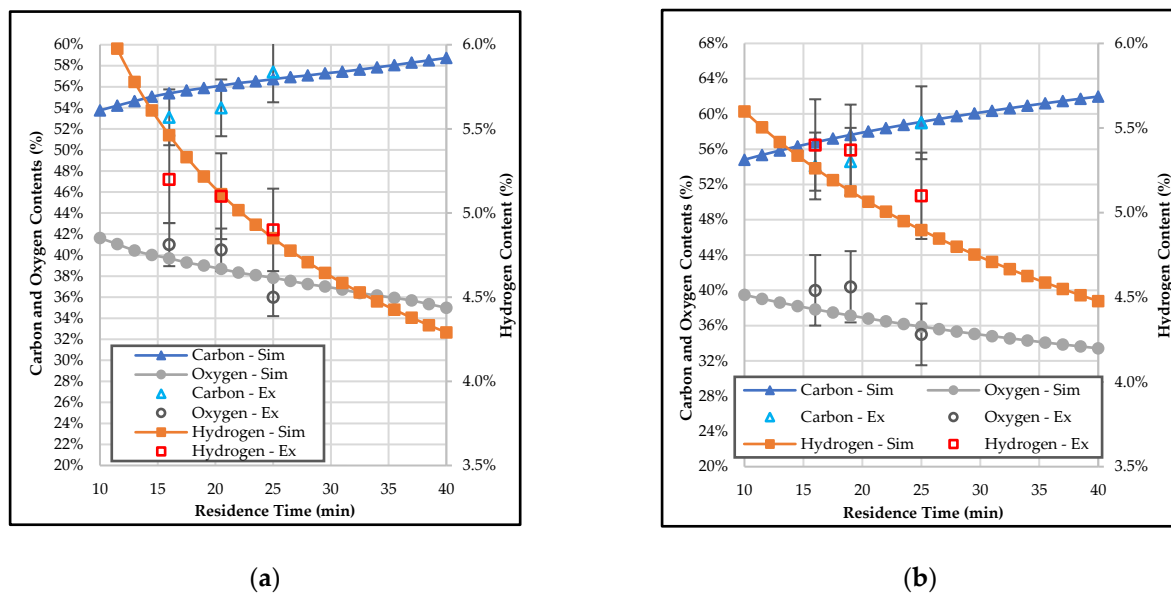 60%
58%
56%
54%
52%
50%
48%
46%
44%
42%
40%
38%
36%
34%
32%
30%
28%
26%
24%
22%
20%
Carbon and Oxygen Contents (%)
6.0%
5.5%
5.0%
4.5%
4.0%
3.5%
Hydrogen Content (%)
Carbon - Sim
Oxygen - Sim
Carbon - Ex
Oxygen - Ex
Hydrogen - Sim
Hydrogen - Ex
10 15 20 25 30 35 40
Residence Time (min)
(a)
68%
64%
60%
56%
52%
48%
44%
40%
36%
32%
28%
24%
20%
Carbon and Oxygen Contents (%)
6.0%
5.5%
5.0%
4.5%
4.0%
3.5%
Hydrogen Content (%)
Carbon - Sim Oxygen - Sim
Carbon - Ex Oxygen - Ex
Hydrogen - Sim Hydrogen - Ex
10 15 20 25 30 35 40
Residence Time (min)
(b)